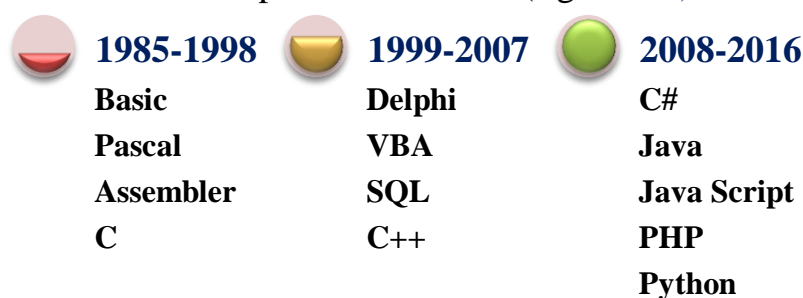 1985-1998
Basic
Pascal
Assembler
C
1999-2007
Delphi
VBA
SQL
C++
2008-2016
C#
Java
Java Script
PHP
Python